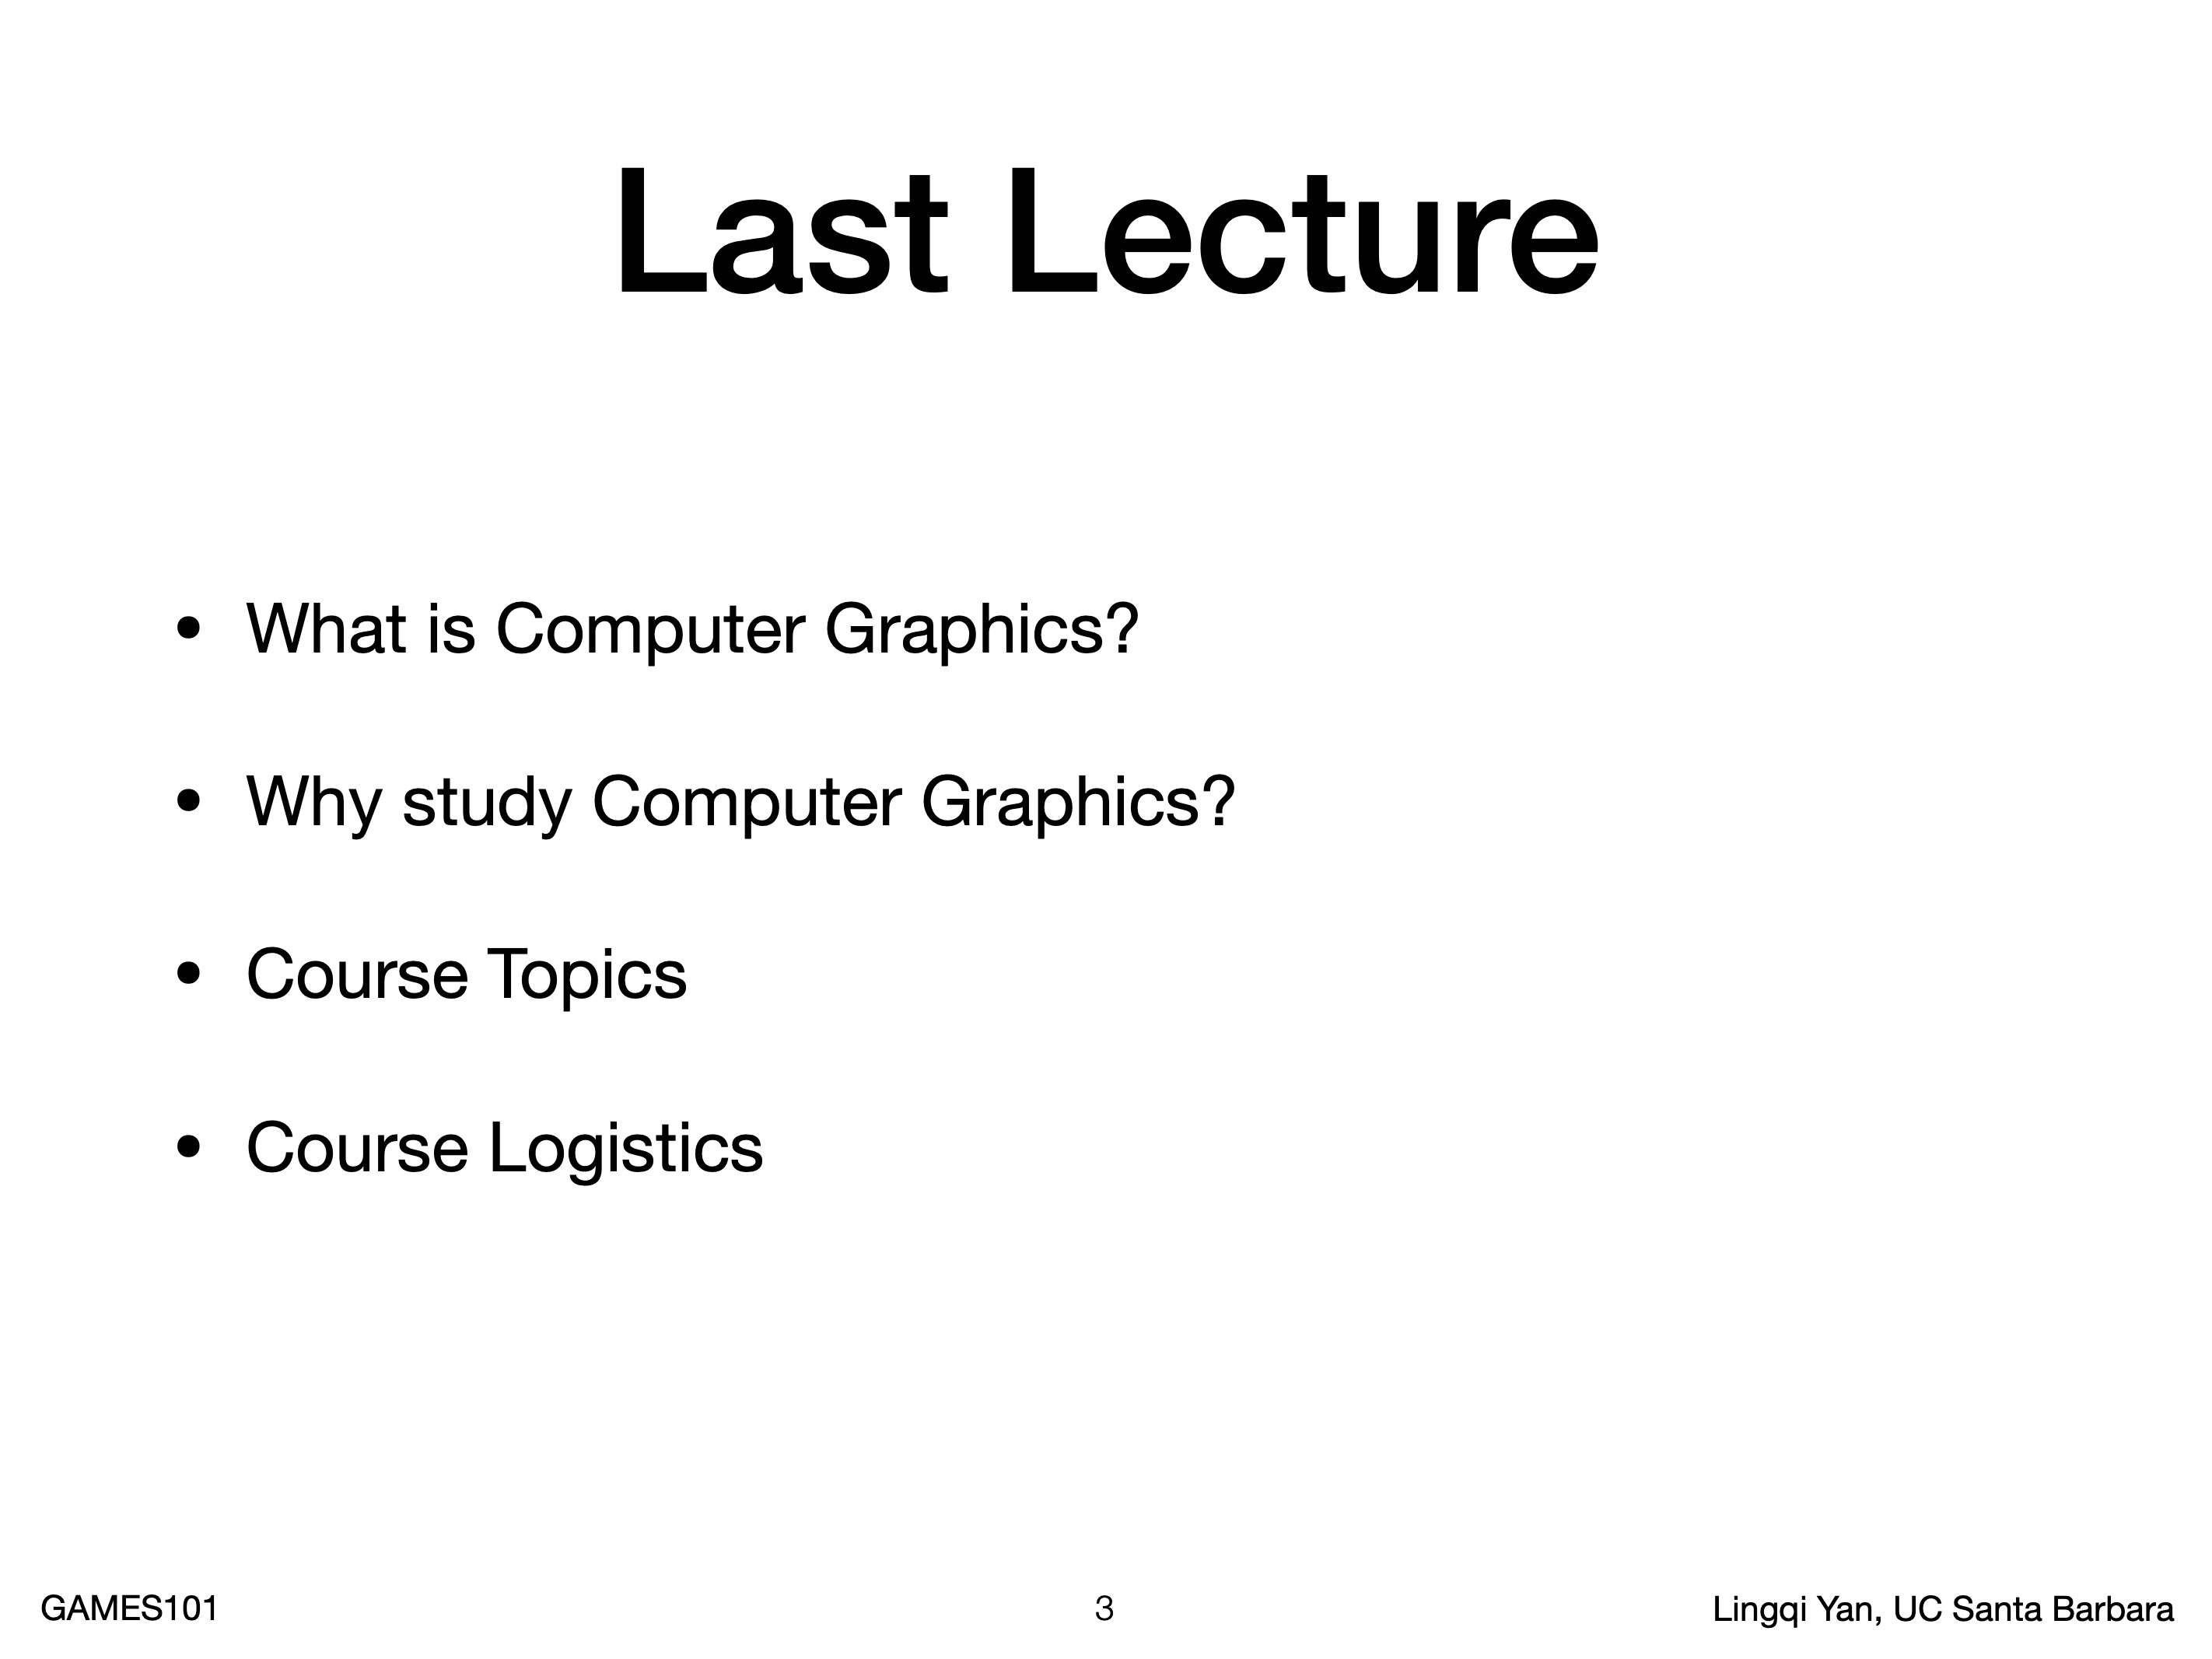 Last Lecture
• What is Computer Graphics?
• Why study Computer Graphics?
• Course Topics
• Course Logistics
GAMES101
3
Lingqi Yan, UC Santa Barbara